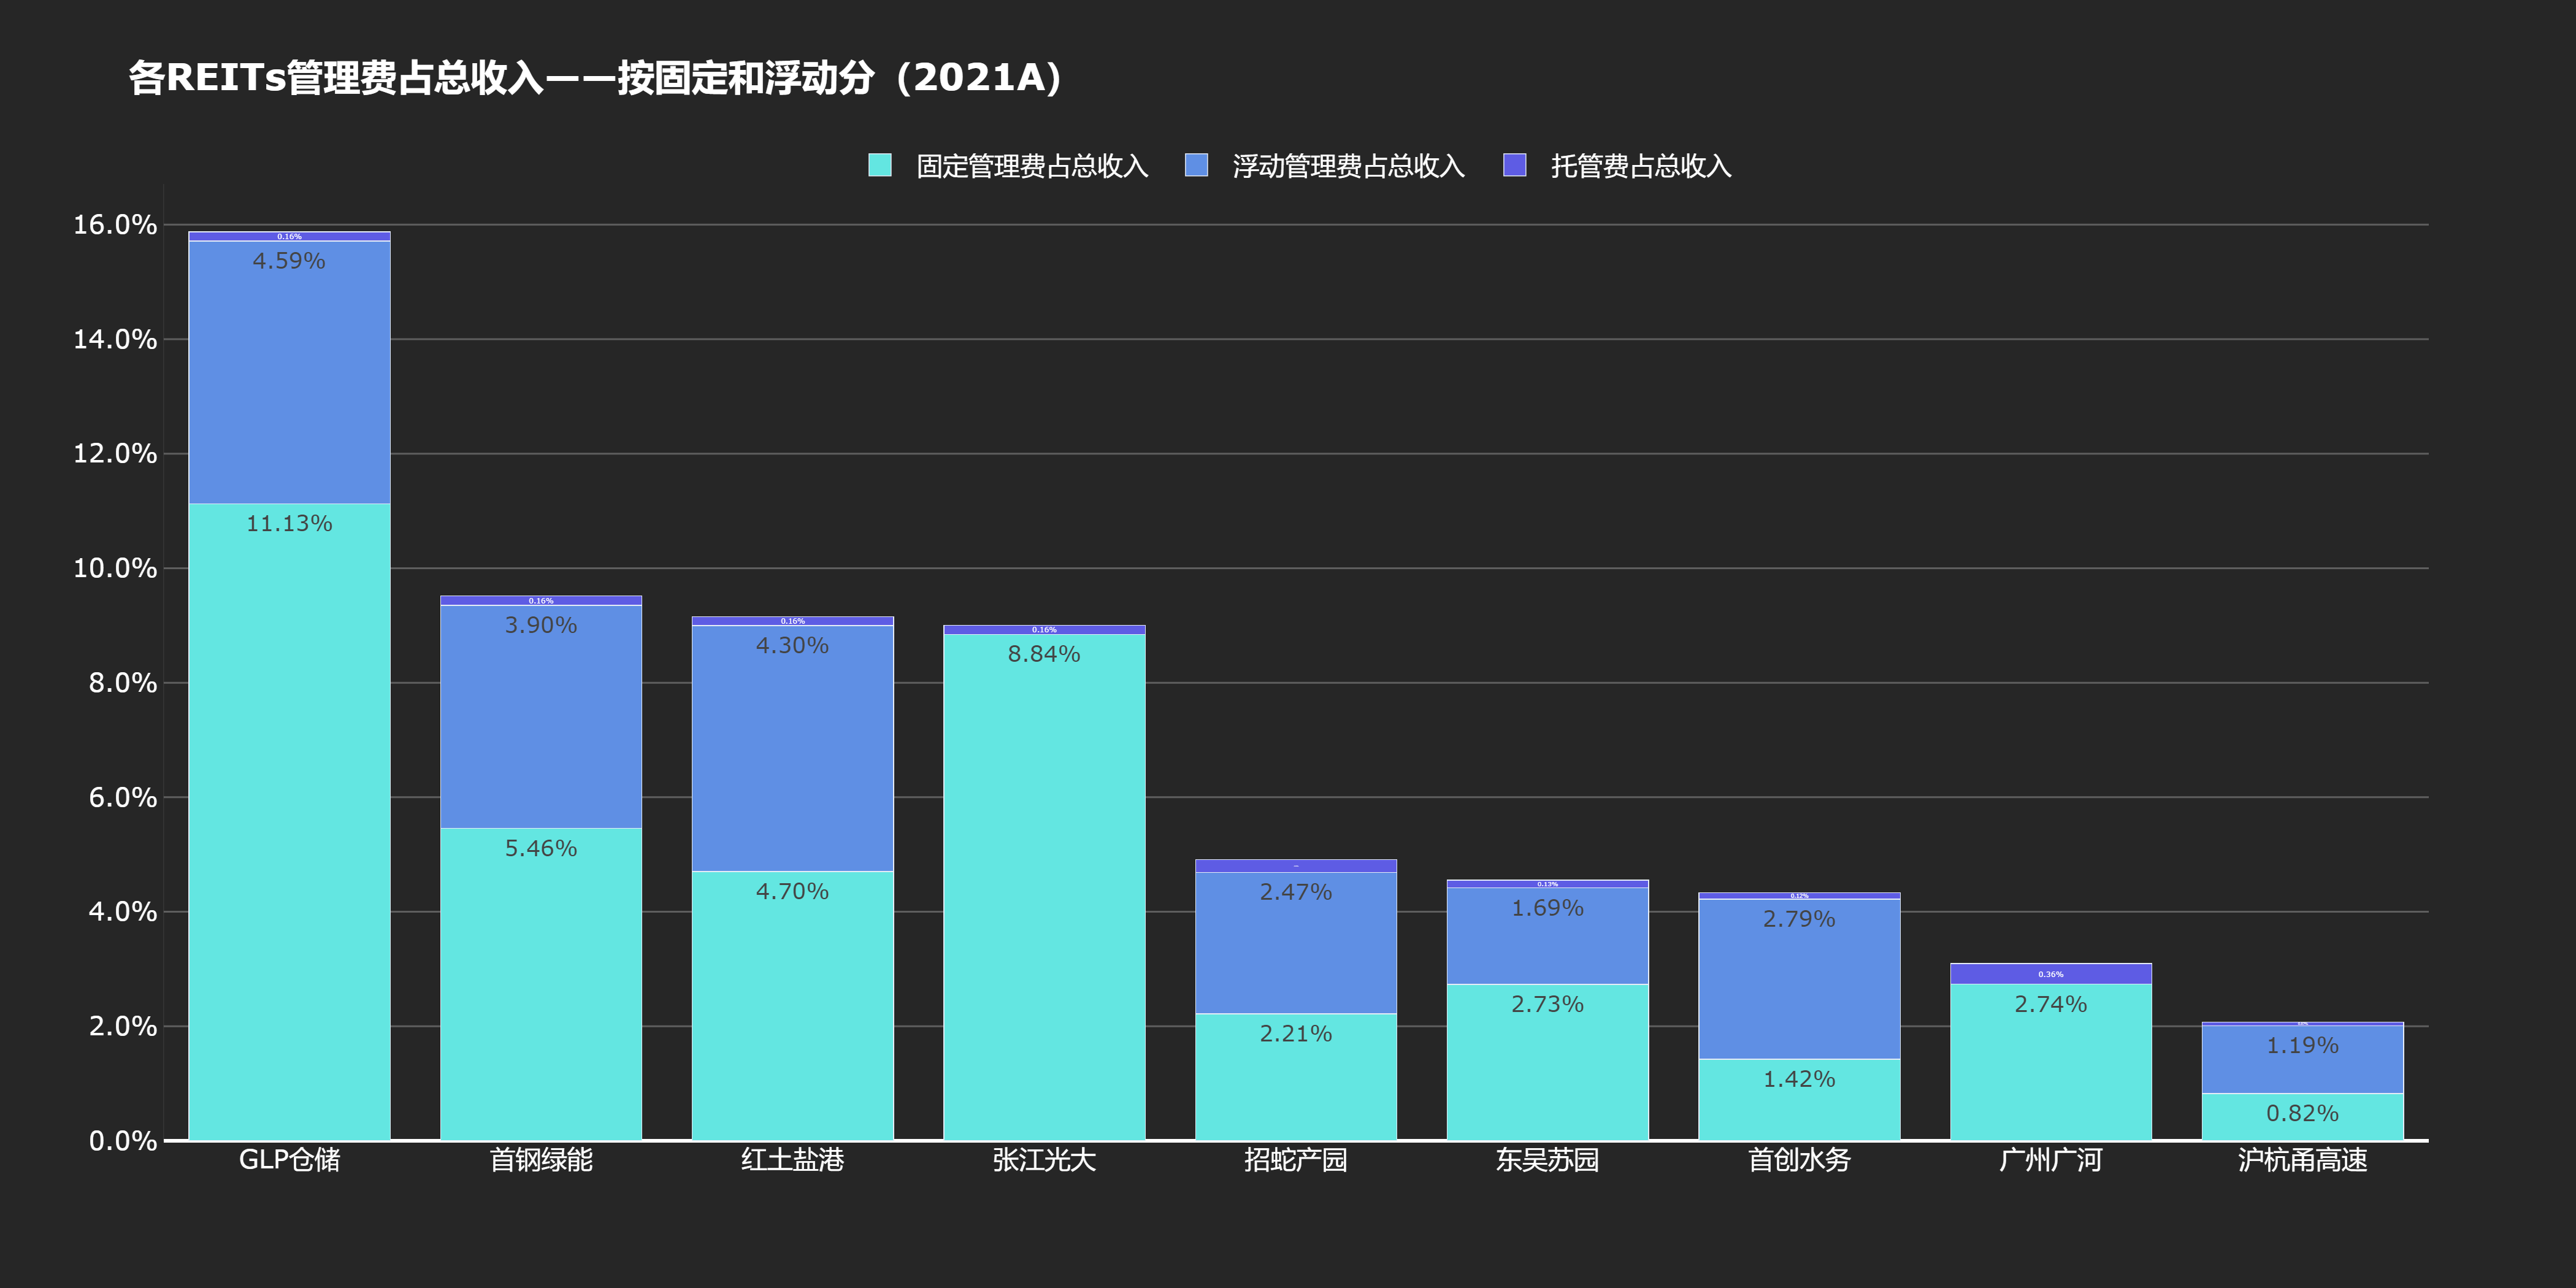 各REITs管理费占总收入——按固定和浮动分（2021A）
固定管理费占总收入 浮动管理费占总收入 托管费占总收入
16.0%
14.0%
12.0%
10.0%
8.0%
6.0%
4.0%
2.0%
0.0%
0.16% 0.16% 0.16% 0.16% 0.13% 0.12% 0.36%
4.59% 3.90% 4.30% 2.47% 1.69% 2.79% 1.19%
11.13% 5.46% 4.70% 8.84% 2.21% 2.73% 1.42% 2.74% 0.82%
GLP仓储 首钢绿能 红土盐港 张江光大 招蛇产园 东吴苏园 首创水务 广州广河 沪杭甬高速